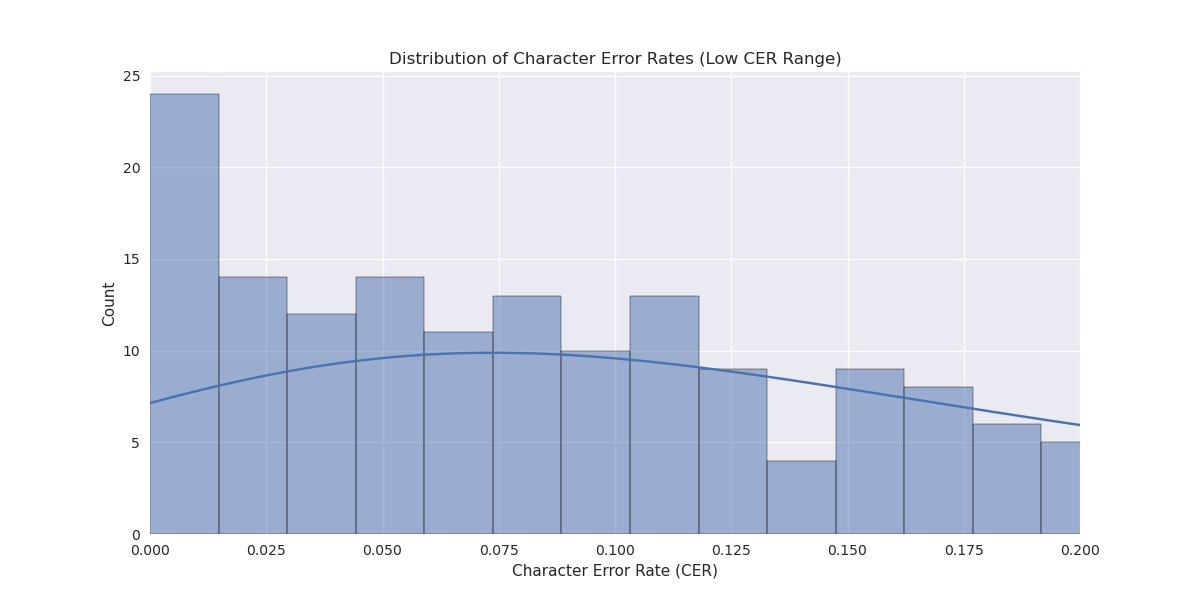 Distribution of Character Error Rates (Low CER Range)
25
20
15
10
5
0
Count
0.000 0.025 0.050 0.075 0.100 0.125 0.150 0.175 0.200
Character Error Rate (CER)